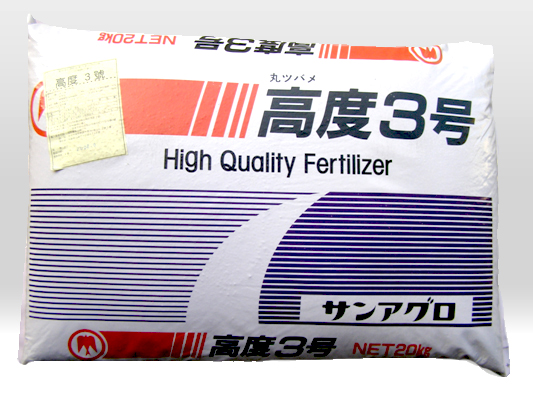 NET20kg 高度3号
高度 3 號
丸ツバメ
高度3号
High Quality Fertilizer
サンアグロ
高度3号 NET20kg